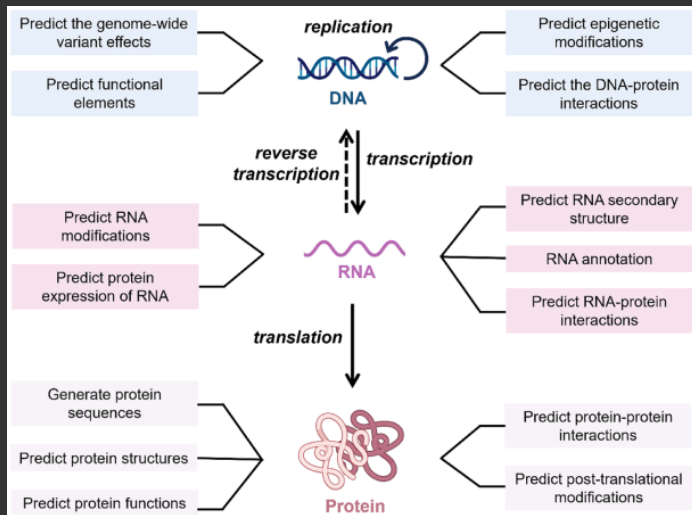 Predict the genome-wide
variant effects
Predict functional
elements
replication
DNA
Predict epigenetic
modifications
Predict the DNA-protein
interactions
reverse
transcription
transcription
Predict RNA
modifications
Predict protein
expression of RNA
RNA
Predict RNA secondary
structure
RNA annotation
Predict RNA-protein
interactions
translation
Generate protein
sequences
Predict protein structures
Predict protein functions
Protein
Predict protein-protein
interactions
Predict post-translational
modifications